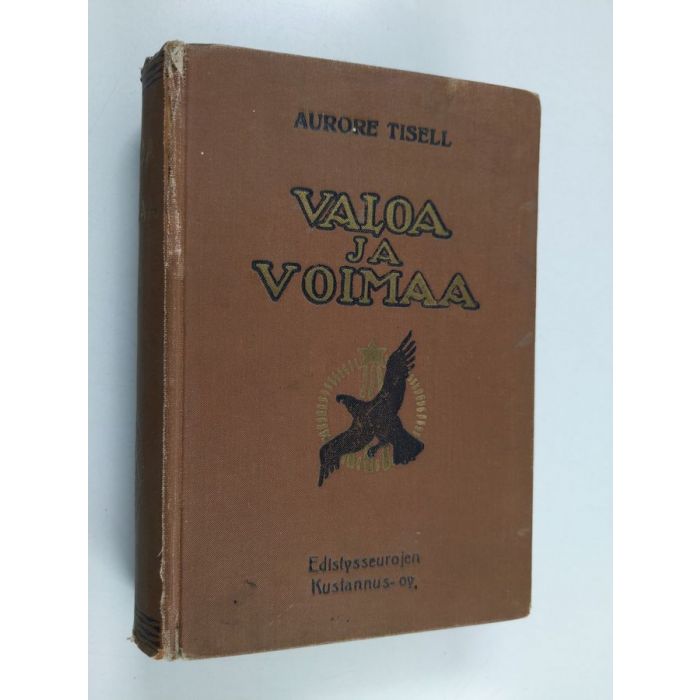 AURORE TISELL
VALOA
JA
VOIMAA
Edistysseurojen
Kustannus-oy.